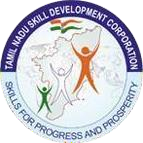 TAMIL NADU SKILL DEVELOPMENT CORPORATION
SKILLS FOR PROGRESS AND PROSPERITY